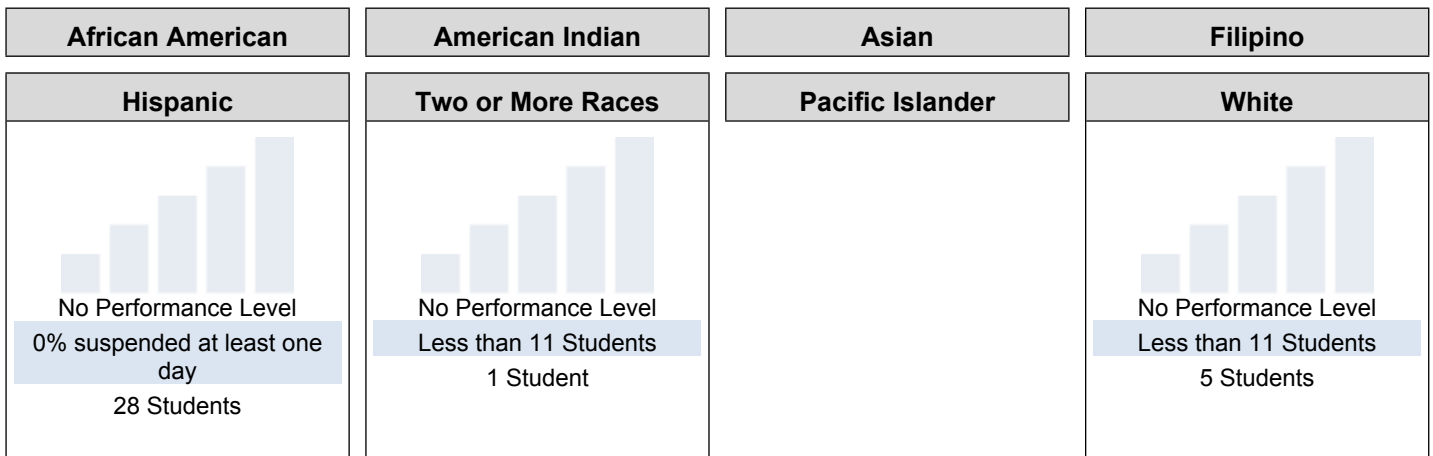 African American
American Indian
Asian
Filipino
Hispanic
Two or More Races
Pacific Islander
White
No Performance Level
0% suspended at least one
day
28 Students
No Performance Level
Less than 11 Students
1 Student
No Performance Level
Less than 11 Students
5 Students